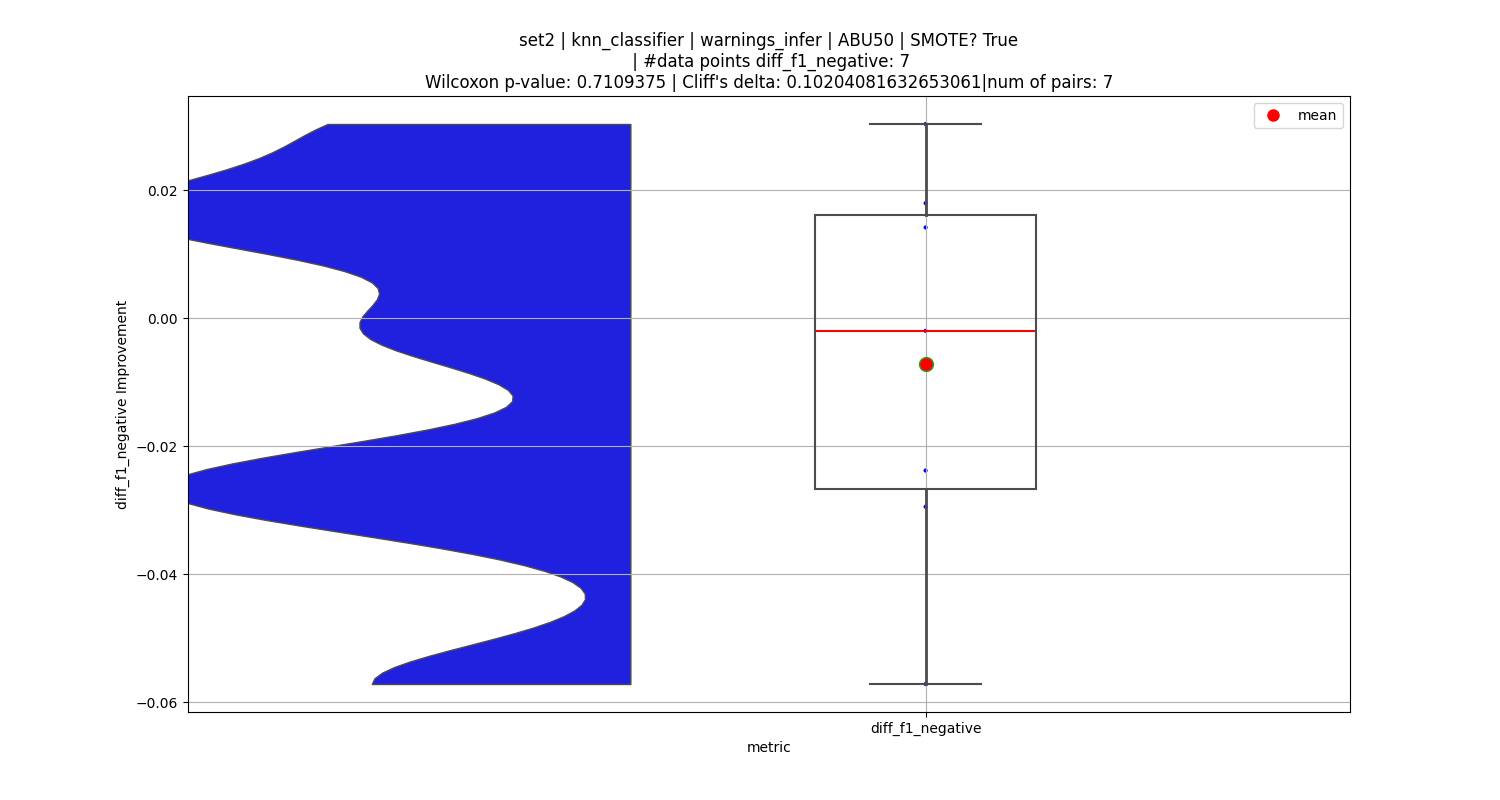 set2 | knn_classifier | warnings_infer | ABU50 | SMOTE? True
| #data points diff_f1_negative: 7
Wilcoxon p-value: 0.7109375 | Cliff's delta: 0.10204081632653061|num of pairs: 7
mean
diff_f1_negative Improvement
0.02
0.00
−0.02
−0.04
−0.06
diff_f1_negative
metric